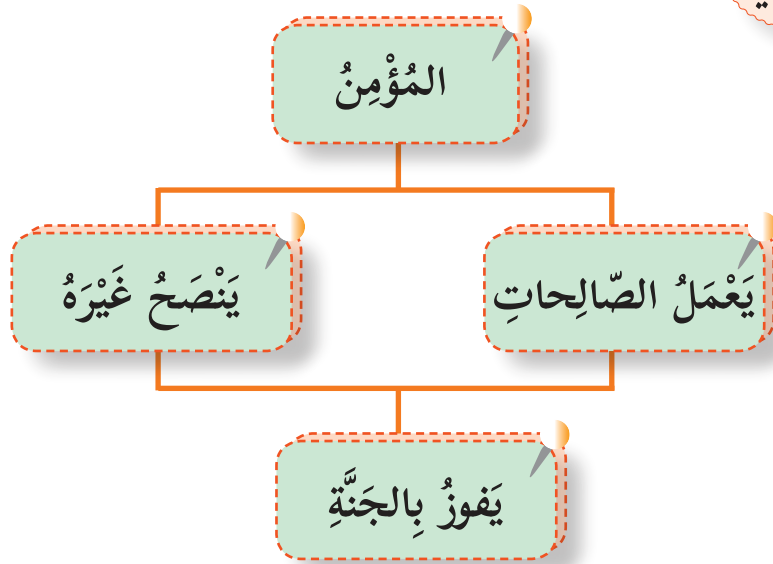 المُؤْمِنُ
يَعْمَلُ الصّالِحاتِ
يَنْصَحُ غَيْرَهُ
يَفوزُ بِالجَنَّةِ